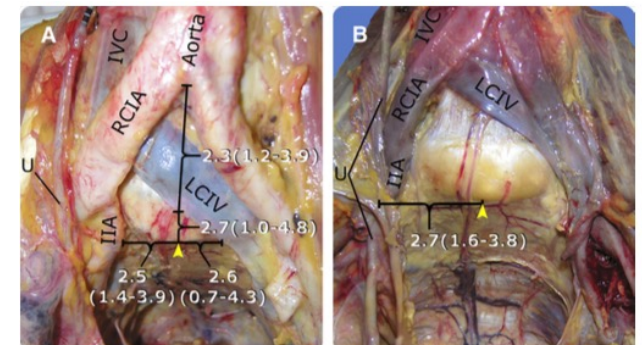 A
IVC
Aorta
RCIA
U
2.3(1.2-3.9)
LCIV
IIA
2.7(1.0-4.8)
2.5
(1.4-3.9)
2.6
(0.7-4.3)
B
IVC
RCIA
LCIV
U
IIA
2.7(1.6-3.8)